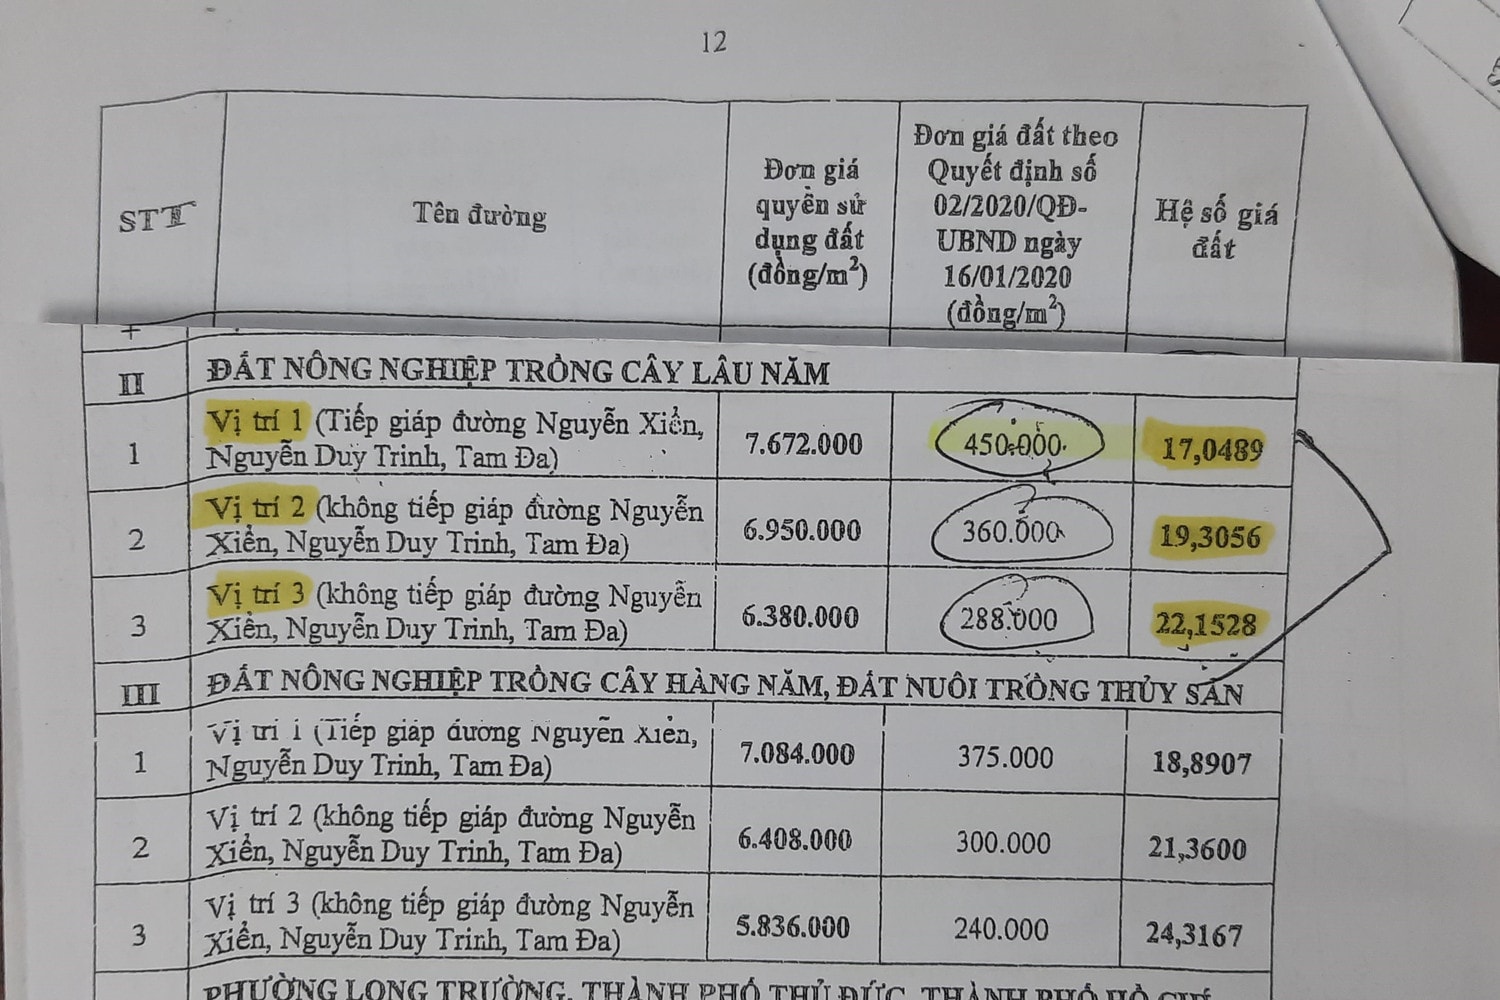 12
STT
Tên đường
Đơn giá
quyền sử
dụng đất
(đồng/m²)
Đơn giá đất theo
Quyết định số
02/2020/QĐ-
UBND ngày
16/01/2020
(đồng/m²)
Hệ số giá
đất
II
ĐẤT NÔNG NGHIỆP TRỒNG CÂY LÂU NĂM
1
Vị trí 1 (Tiếp giáp đường Nguyễn Xiển,
Nguyễn Duy Trinh, Tam Đa)
7.672.000
450.000
17,0489
2
Vị trí 2 (không tiếp giáp đường Nguyễn
Xiển, Nguyễn Duy Trinh, Tam Đa)
6.950.000
360.000
19,3056
3
Vị trí 3 (không tiếp giáp đường Nguyễn
Xiển, Nguyễn Duy Trinh, Tam Đa)
6.380.000
288.000
22,1528
III
ĐẤT NÔNG NGHIỆP TRỒNG CÂY HÀNG NĂM, ĐẤT NUÔI TRỒNG THỦY SẢN
1
Vị trí 1 (Tiếp giáp đường Nguyễn Xiển,
Nguyễn Duy Trinh, Tam Đa)
7.084.000
375.000
18,8907
2
Vị trí 2 (không tiếp giáp đường Nguyễn
Xiển, Nguyễn Duy Trinh, Tam Đa)
6.408.000
300.000
21,3600
3
Vị trí 3 (không tiếp giáp đường Nguyễn
Xiển, Nguyễn Duy Trinh, Tam Đa)
5.836.000
240.000
24,3167
PHƯỜNG LONG TRƯỜNG, THÀNH PHỐ THỦ ĐỨC, THÀNH PHỐ HỒ CHÍ